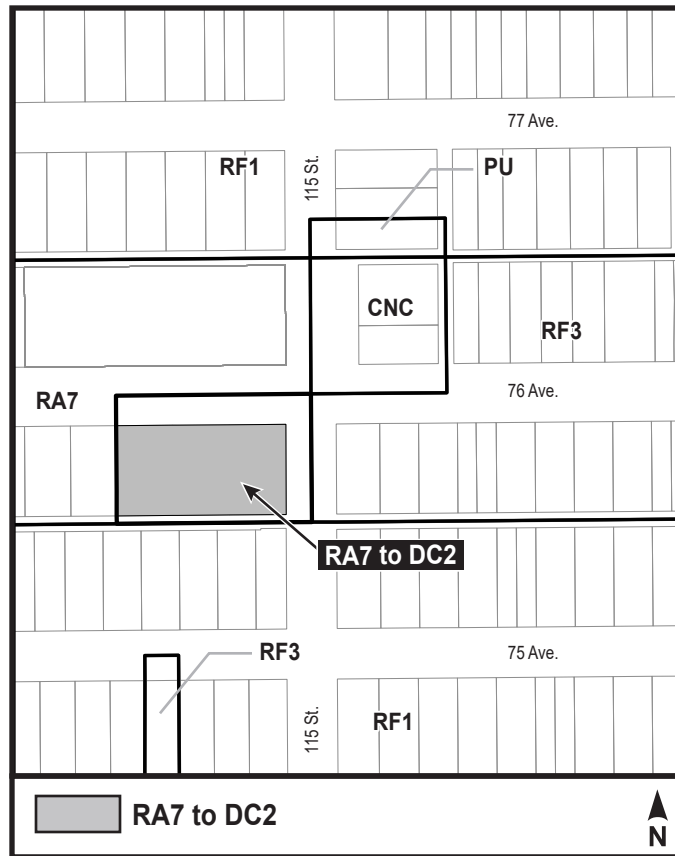 77 Ave.
RF1
115 St.
PU
CNC
RF3
RA7
76 Ave.
RA7 to DC2
RF3
75 Ave.
115 St.
RF1
RA7 to DC2
N